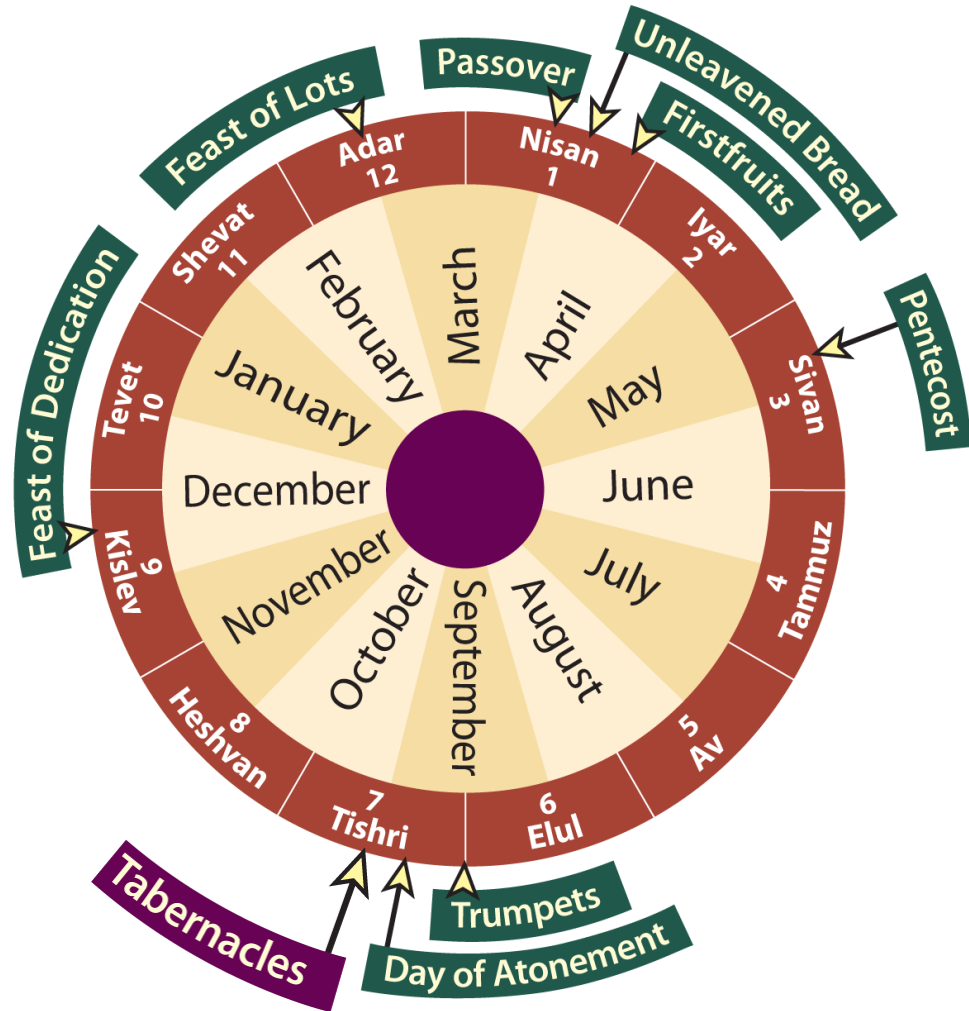 Passover
Unleavened Bread
Firstfruits
Pentecost
Trumpets
Day of Atonement
Tabernacles
Feast of Dedication
Feast of Lots
Nisan
1
Iyar
2
Sivan
3
4
Tammuz
5
Av
6
Elul
7
Tishri
8
Heshvan
9
Kislev
Tevet
10
Shevat
11
Adar
12
March
April
May
June
July
August
September
October
November
December
January
February